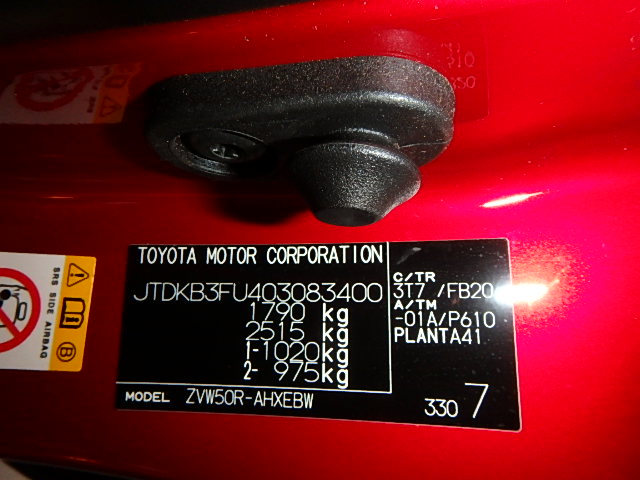 TOYOTA MOTOR CORPORATION
JTDKB3FU403083400
1790 kg
2515 kg
1-1020kg
2- 975kg
MODEL ZVW50R-AHXEBW
C/TR
3T7 /FB20
A/TM
-01A/P610
PLANTA41
330 7
SRS SIDE AIRBAG
B